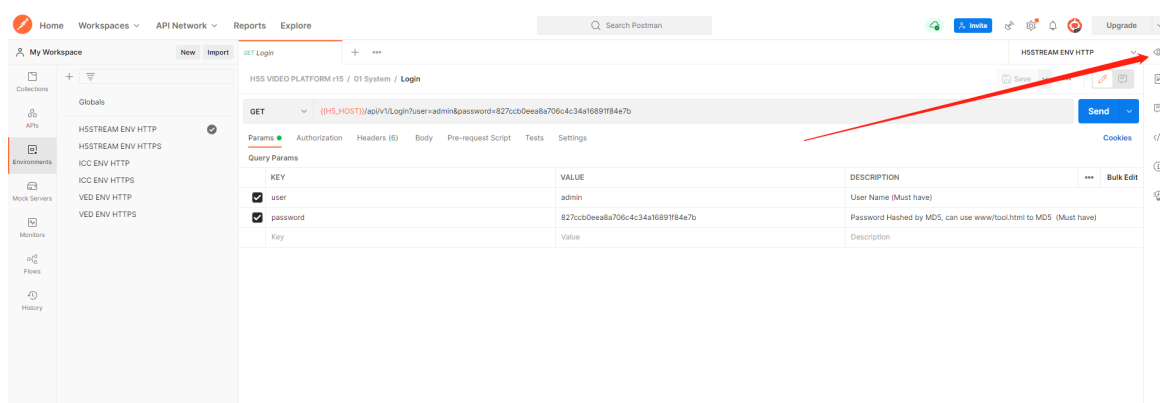 Home Workspaces API Network Reports Explore Search Postman Invite Upgrade
My Workspace New Import GET Login H5STREAM ENV HTTP
Collections
APIs
Environments
Mock Servers
Monitors
Flows
History
Globals
H5STREAM ENV HTTP
H5STREAM ENV HTTPS
ICC ENV HTTP
ICC ENV HTTPS
VED ENV HTTP
VED ENV HTTPS
H5S VIDEO PLATFORM r15 / 01 System / Login Save
GET {{H5_HOST}}/api/v1/Login?user=admin&password=827ccb0eea8a706c4c34a16891f84e7b Send
Params Authorization Headers (6) Body Pre-request Script Tests Settings Cookies
Query Params
KEY VALUE DESCRIPTION Bulk Edit
user admin User Name (Must have)
password 827ccb0eea8a706c4c34a16891f84e7b Password Hashed by MD5, can use www/tool.html to MD5 (Must have)
Key Value Description